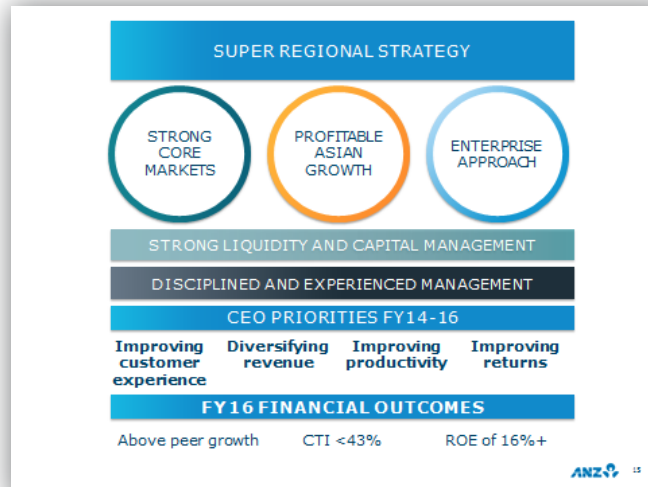 SUPER REGIONAL STRATEGY
STRONG
CORE
MARKETS
PROFITABLE
ASIAN
GROWTH
ENTERPRISE
APPROACH
STRONG LIQUIDITY AND CAPITAL MANAGEMENT
DISCIPLINED AND EXPERIENCED MANAGEMENT
CEO PRIORITIES FY14-16
Improving
customer
experience
Diversifying
revenue
Improving
productivity
Improving
returns
FY16 FINANCIAL OUTCOMES
Above peer growth
CTI <43%
ROE of 16%+
ANZ
15